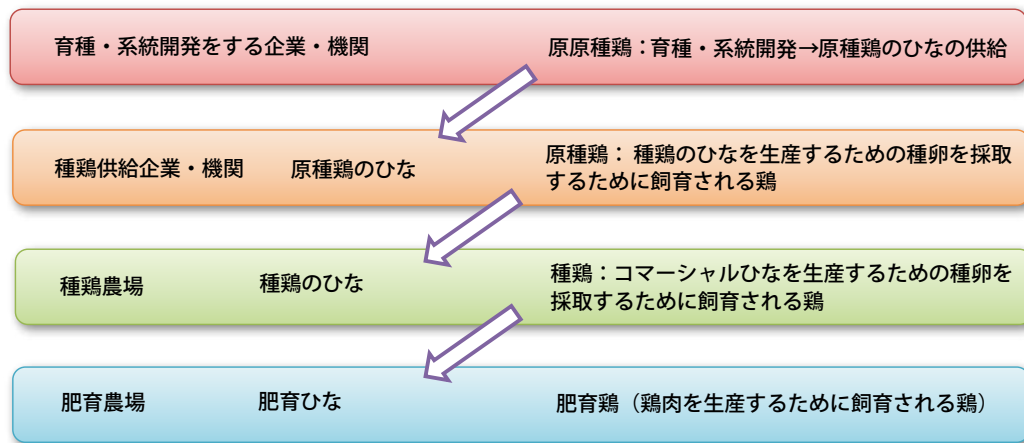 育種・系統開発をする企業・機関
原原種鶏：育種・系統開発→原種鶏のひなの供給
種鶏供給企業・機関
原種鶏のひな
原種鶏： 種鶏のひなを生産するための種卵を採取
するために飼育される鶏
種鶏農場
種鶏のひな
種鶏：コマーシャルひなを生産するための種卵を
採取するために飼育される鶏
肥育農場
肥育ひな
肥育鶏（鶏肉を生産するために飼育される鶏）